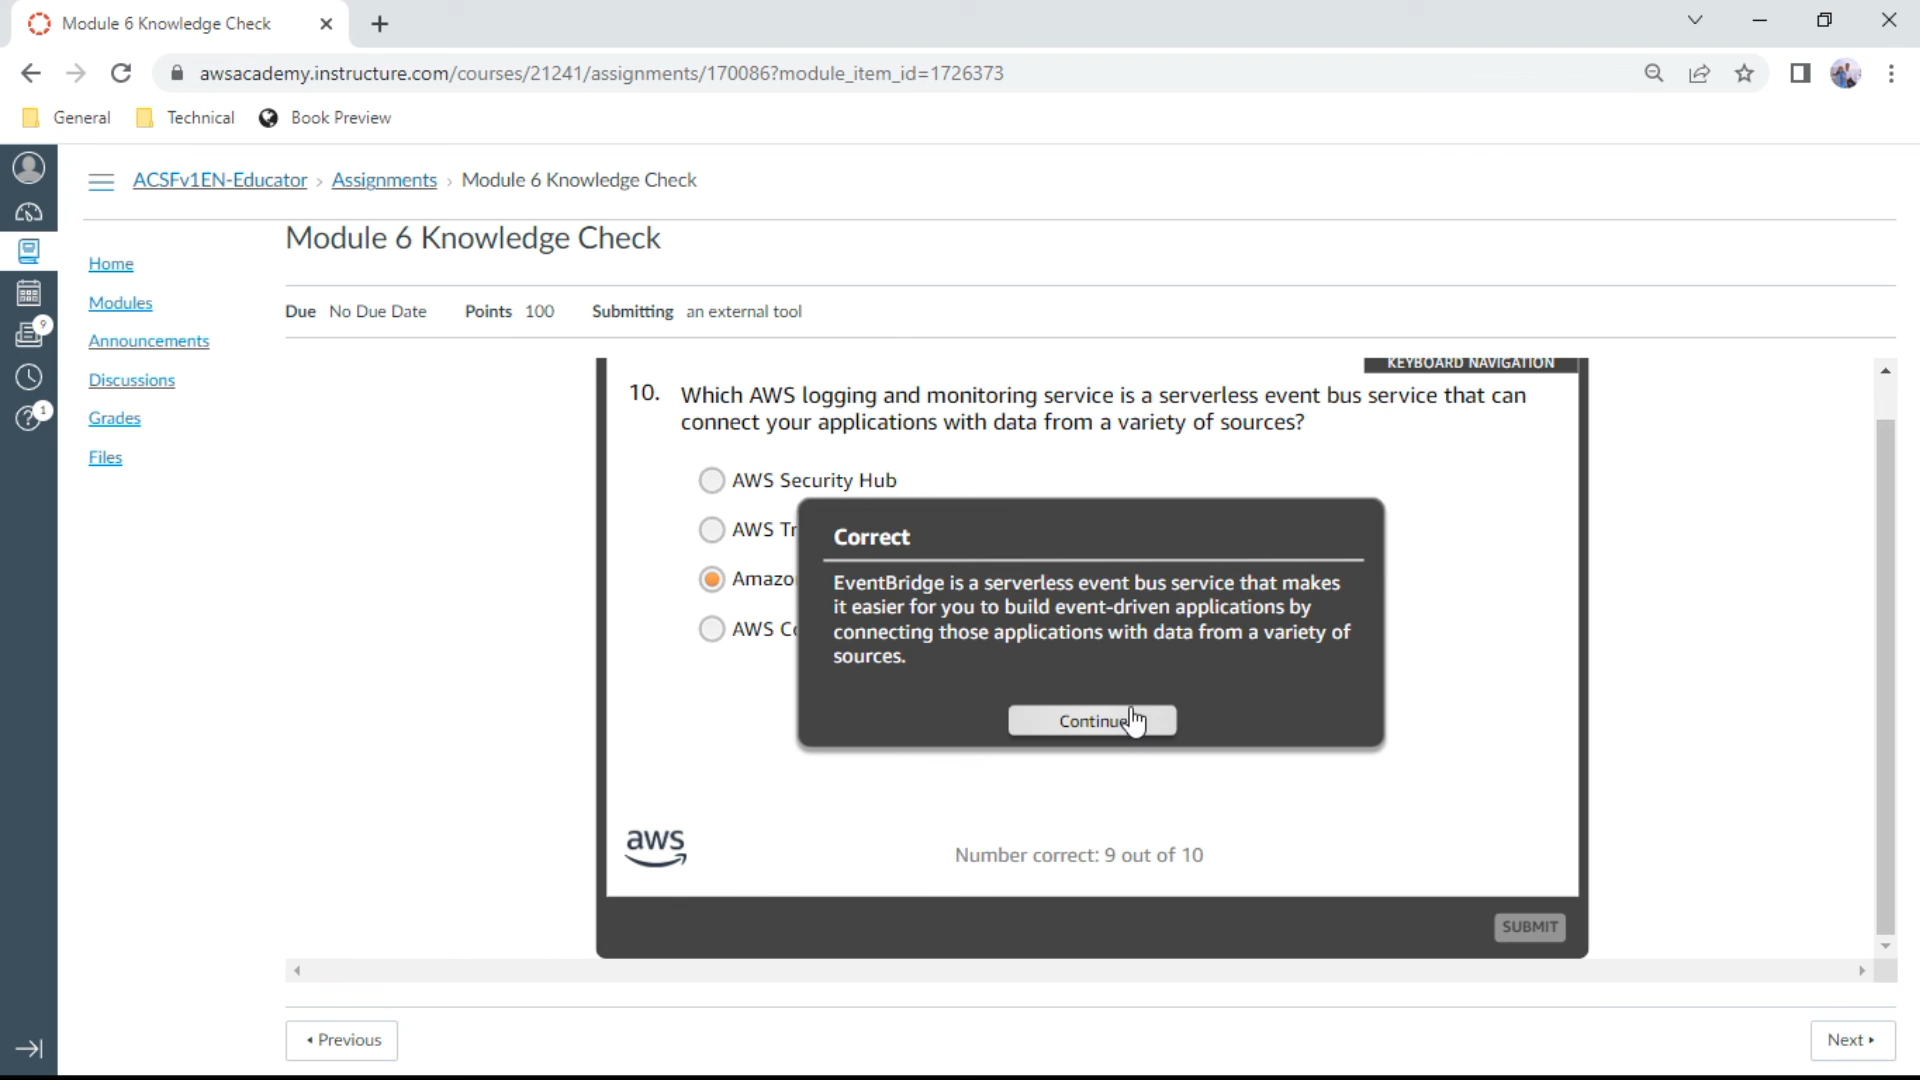 Module 6 Knowledge Check
awsacademy.instructure.com/courses/21241/assignments/170086?module_item_id=1726373
General Technical Book Preview
ACSFv1EN-Educator › Assignments › Module 6 Knowledge Check
Module 6 Knowledge Check
Home
Modules
Announcements
Discussions
Grades
Files
9
1
Due No Due Date Points 100 Submitting an external tool
KEYBOARD NAVIGATION
10. Which AWS logging and monitoring service is a serverless event bus service that can
connect your applications with data from a variety of sources?
AWS Security Hub
AWS Tr
Amazo
AWS Co
Correct
EventBridge is a serverless event bus service that makes
it easier for you to build event-driven applications by
connecting those applications with data from a variety of
sources.
Continue
aws
Number correct: 9 out of 10
SUBMIT
Previous
Next